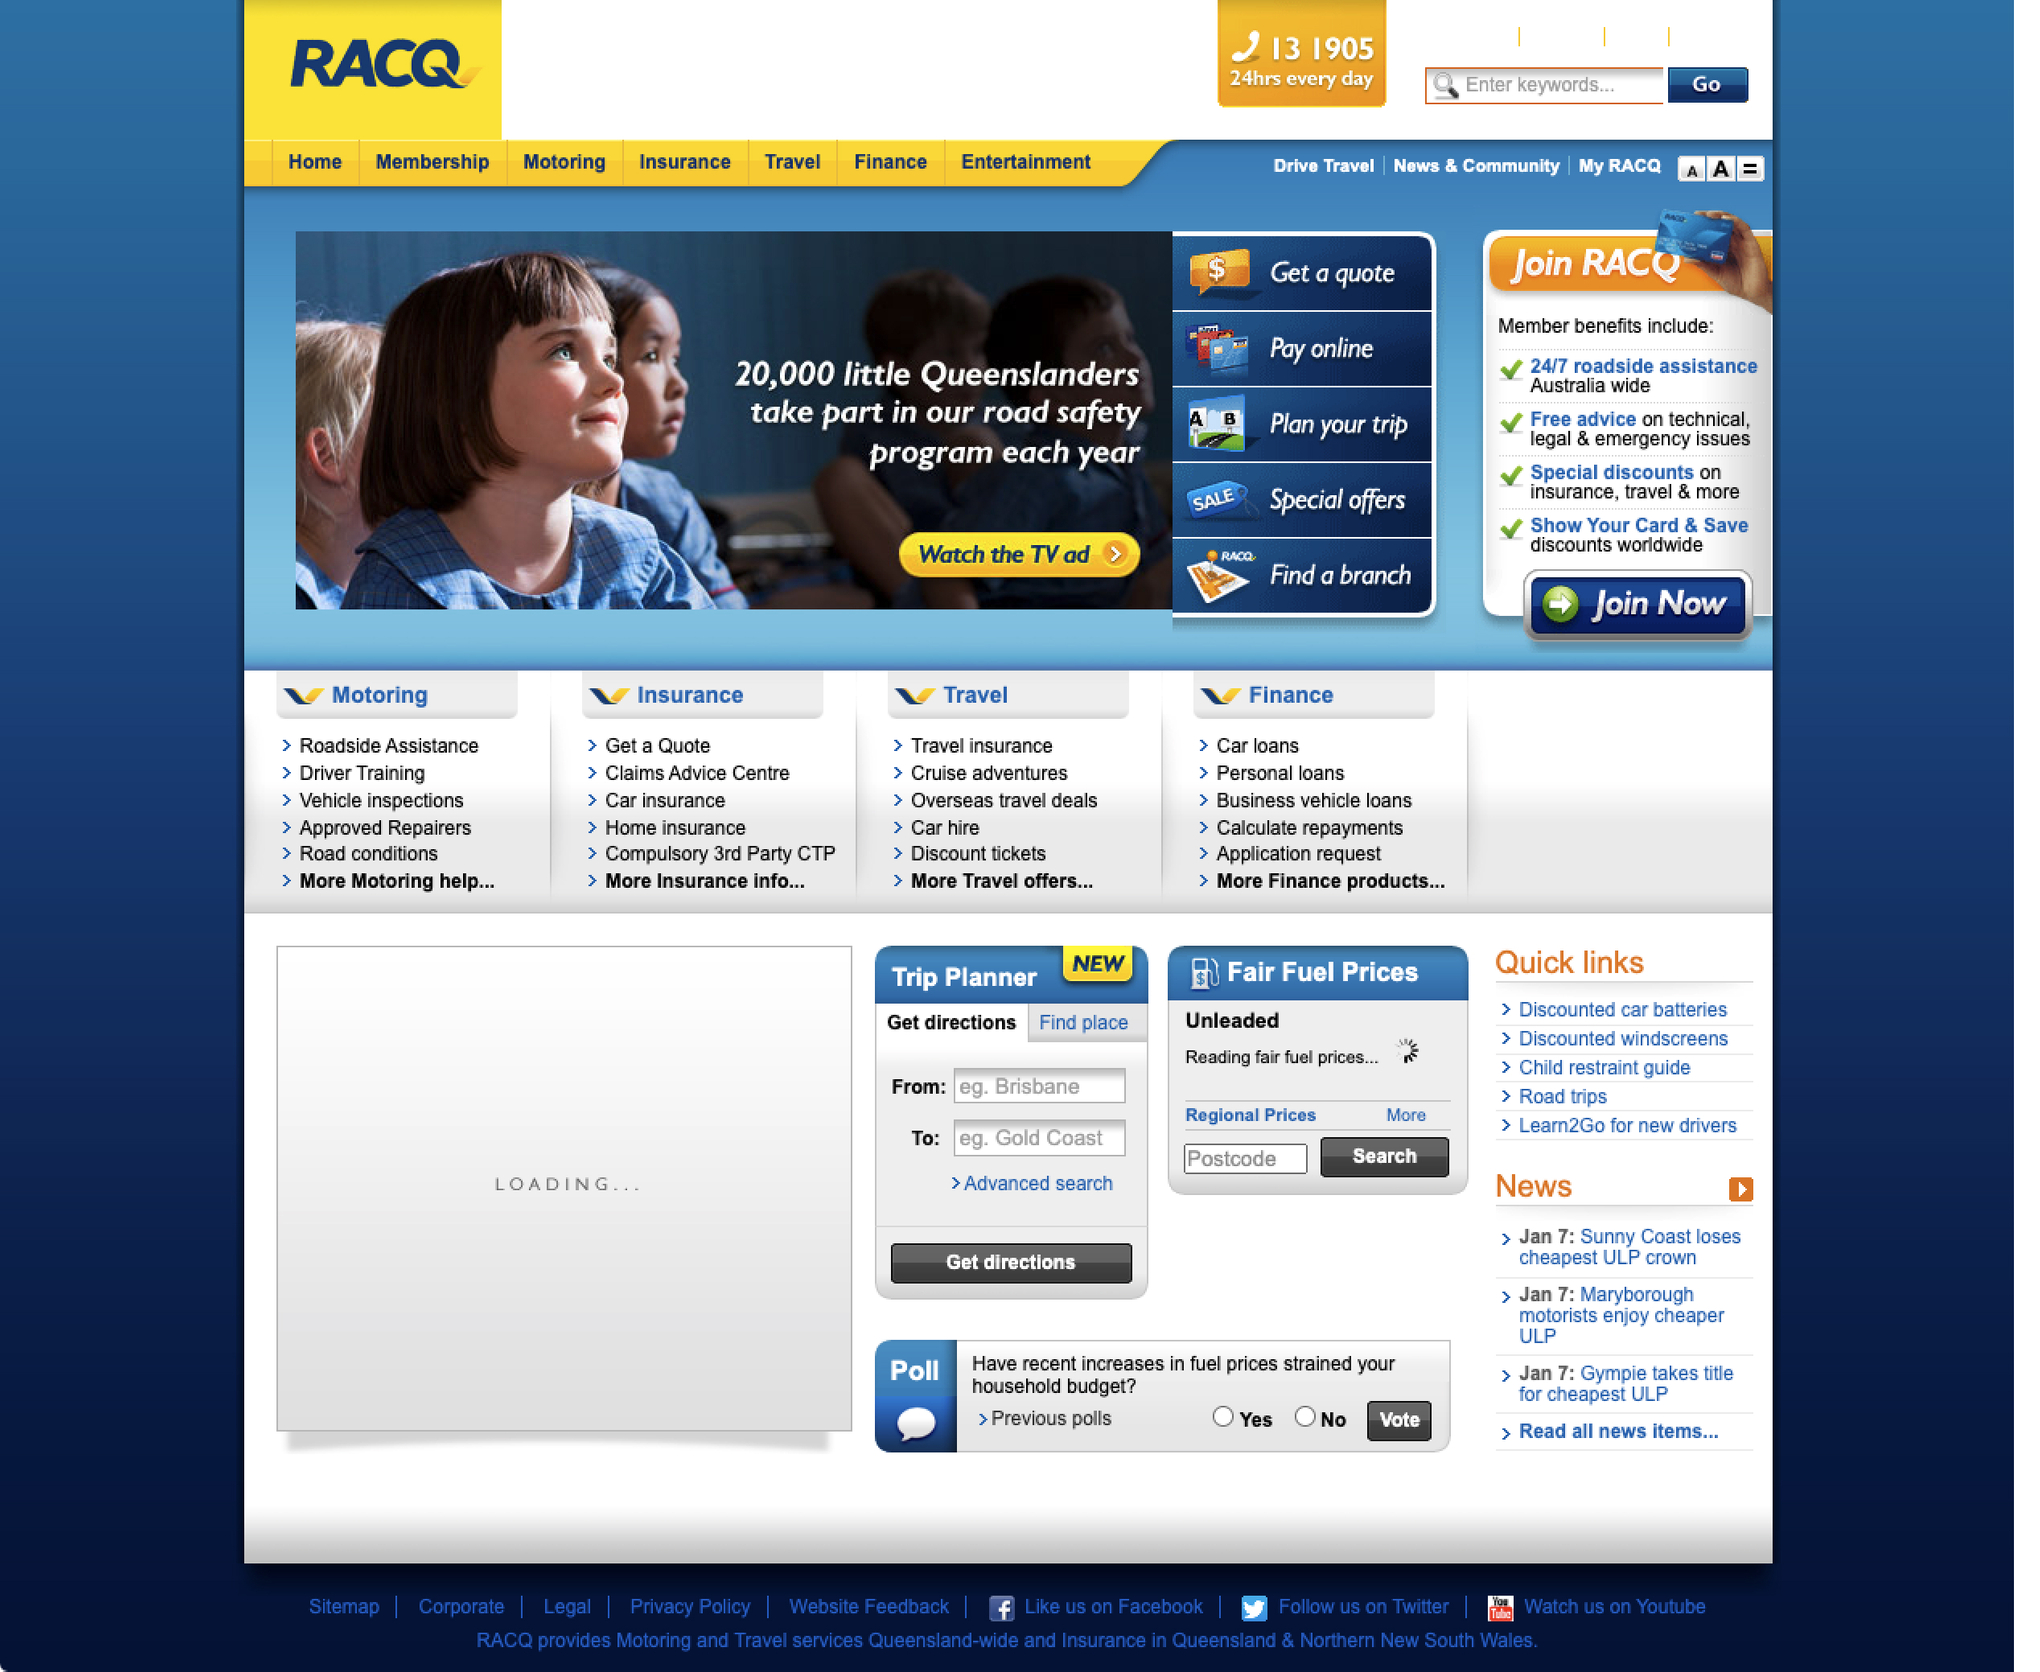 RACQ
13 1905
24hrs every day
Enter keywords...
Go
Home
Membership
Motoring
Insurance
Travel
Finance
Entertainment
Drive Travel
News & Community
My RACQ
A
A
=
20,000 little Queenslanders
take part in our road safety
program each year
Watch the TV ad
$
Get a quote
Pay online
A B
Plan your trip
SALE
Special offers
RACQ
Find a branch
RACQ
Join RACQ
Member benefits include:
24/7 roadside assistance
Australia wide
Free advice on technical,
legal & emergency issues
Special discounts on
insurance, travel & more
Show Your Card & Save
discounts worldwide
Join Now
Motoring
Roadside Assistance
Driver Training
Vehicle inspections
Approved Repairers
Road conditions
More Motoring help...
Insurance
Get a Quote
Claims Advice Centre
Car insurance
Home insurance
Compulsory 3rd Party CTP
More Insurance info...
Travel
Travel insurance
Cruise adventures
Overseas travel deals
Car hire
Discount tickets
More Travel offers...
Finance
Car loans
Personal loans
Business vehicle loans
Calculate repayments
Application request
More Finance products...
LOADING...
Trip Planner
NEW
Get directions
Find place
From: eg. Brisbane
To: eg. Gold Coast
Advanced search
Get directions
$
Fair Fuel Prices
Unleaded
Reading fair fuel prices...
Regional Prices
More
Postcode
Search
Poll
Have recent increases in fuel prices strained your
household budget?
Previous polls
Yes
No
Vote
Quick links
Discounted car batteries
Discounted windscreens
Child restraint guide
Road trips
Learn2Go for new drivers
News
Jan 7: Sunny Coast loses
cheapest ULP crown
Jan 7: Maryborough
motorists enjoy cheaper
ULP
Jan 7: Gympie takes title
for cheapest ULP
Read all news items...
Sitemap
Corporate
Legal
Privacy Policy
Website Feedback
f
Like us on Facebook
Follow us on Twitter
You
Tube
Watch us on Youtube
RACQ provides Motoring and Travel services Queensland-wide and Insurance in Queensland & Northern New South Wales.